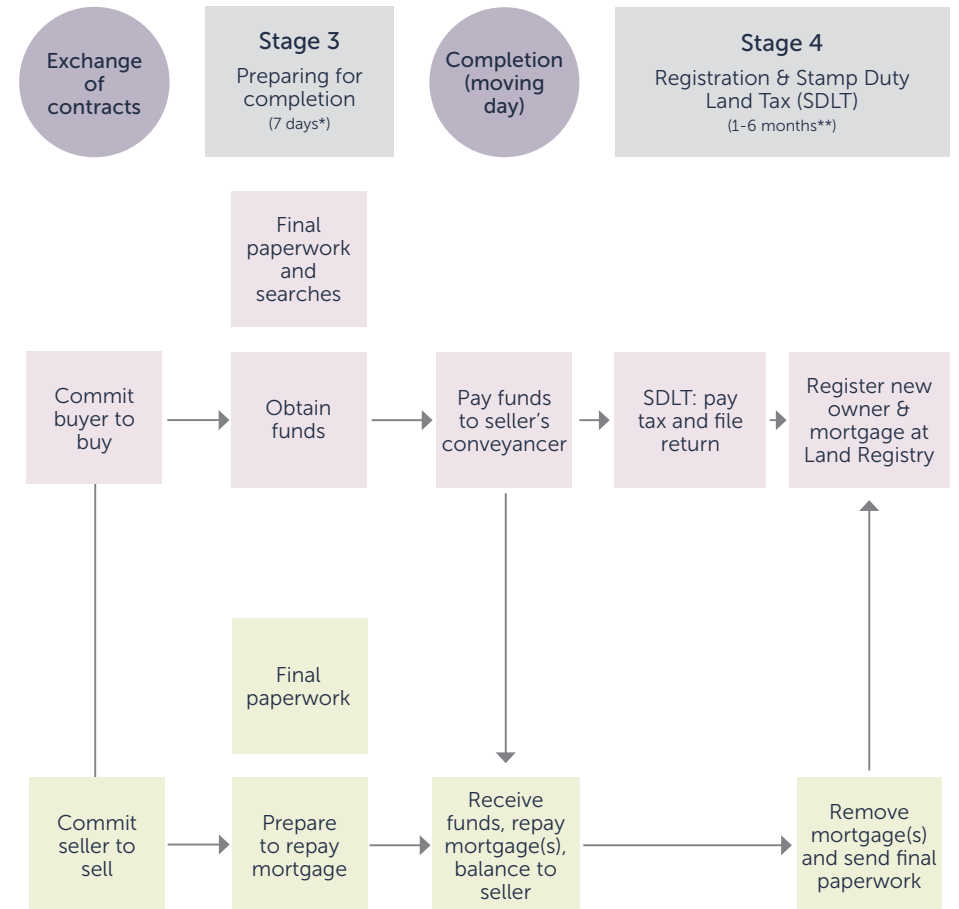 Exchange
of
contracts
Stage 3
Preparing for
completion
(7 days*)
Completion
(moving
day)
Stage 4
Registration & Stamp Duty
Land Tax (SDLT)
(1-6 months**)
Final
paperwork
and
searches
Commit
buyer to
buy
Obtain
funds
Pay funds
to seller’s
conveyancer
SDLT: pay
tax and file
return
Register new
owner &
mortgage at
Land Registry
Final
paperwork
Commit
seller to
sell
Prepare
to repay
mortgage
Receive
funds, repay
mortgage(s),
balance to
seller
Remove
mortgage(s)
and send final
paperwork